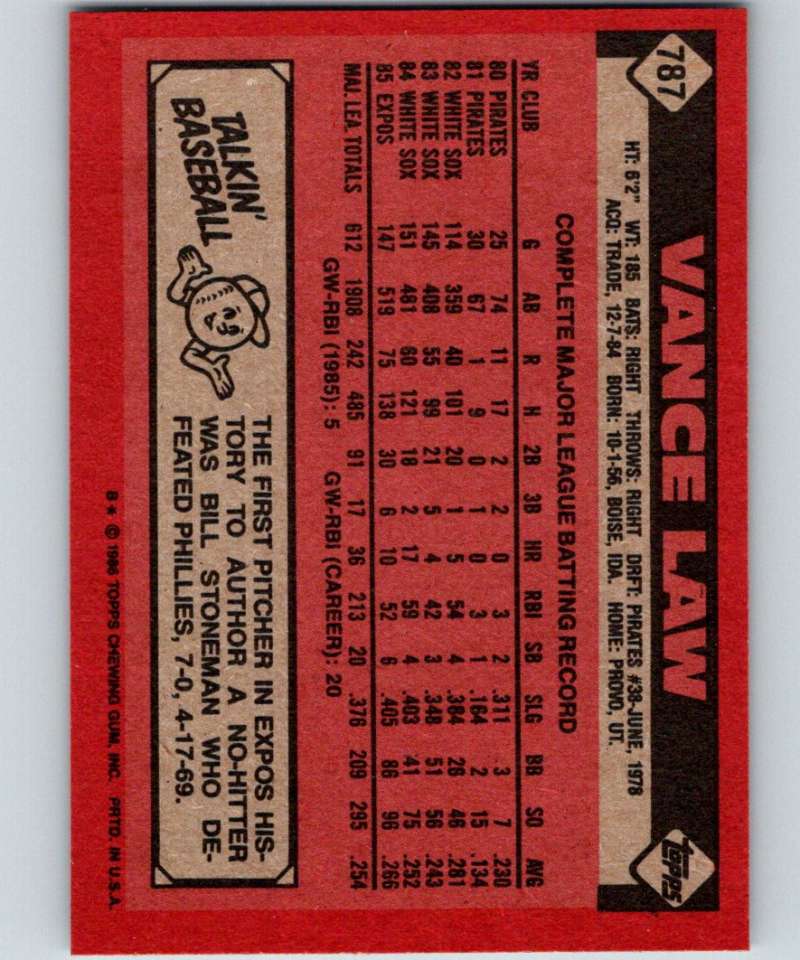 787
VANCE LAW
TOPPS
HT: 6'2" WT: 185 BATS: RIGHT THROWS: RIGHT DRFT: PIRATES #38-JUNE, 1978
ACQ: TRADE, 12-7-84 BORN: 10-1-56, BOISE, IDA. HOME: PROVO, UT.
COMPLETE MAJOR LEAGUE BATTING RECORD
YR CLUB G AB R H 2B 3B HR RBI SB SLG BB SO AVG
80 PIRATES 25 74 11 17 2 2 0 3 2 .311 3 7 .230
81 PIRATES 30 67 1 9 0 1 0 3 1 .164 2 15 .134
82 WHITE SOX 114 359 40 101 20 1 5 54 4 .384 26 46 .281
83 WHITE SOX 145 408 55 99 21 5 4 42 3 .348 51 56 .243
84 WHITE SOX 151 481 60 121 18 2 17 59 4 .403 41 75 .252
85 EXPOS 147 519 75 138 30 6 10 52 6 .405 86 96 .266
MAJ. LEA. TOTALS 612 1908 242 485 91 17 36 213 20 .376 209 295 .254
GW-RBI (1985): 5 GW-RBI (CAREER): 20
TALKIN'
BASEBALL
THE FIRST PITCHER IN EXPOS HIS-
TORY TO AUTHOR A NO-HITTER
WAS BILL STONEMAN WHO DE-
FEATED PHILLIES, 7-0, 4-17-69.
B* © 1986 TOPPS CHEWING GUM, INC. PRTD. IN U.S.A.